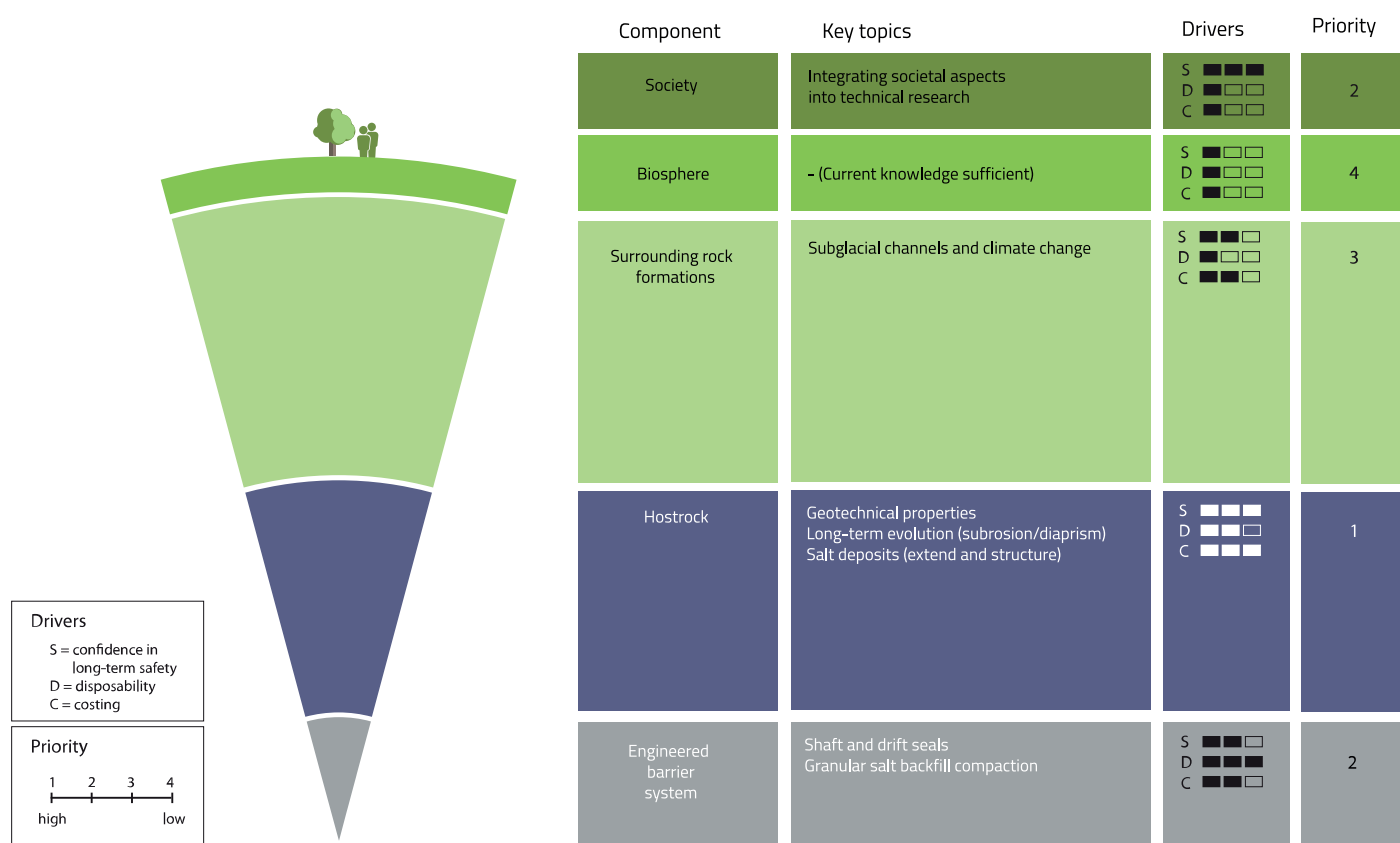 Component Key topics Drivers Priority
Society
Integrating societal aspects
into technical research
S
D
C
2
Biosphere
- (Current knowledge sufficient)
S
D
C
4
Surrounding rock
formations
Subglacial channels and climate change
S
D
C
3
Hostrock
Geotechnical properties
Long-term evolution (subrosion/diaprism)
Salt deposits (extend and structure)
S
D
C
1
Engineered
barrier
system
Shaft and drift seals
Granular salt backfill compaction
S
D
C
2
Drivers
S = confidence in
long-term safety
D = disposability
C = costing
Priority
1 2 3 4
high low